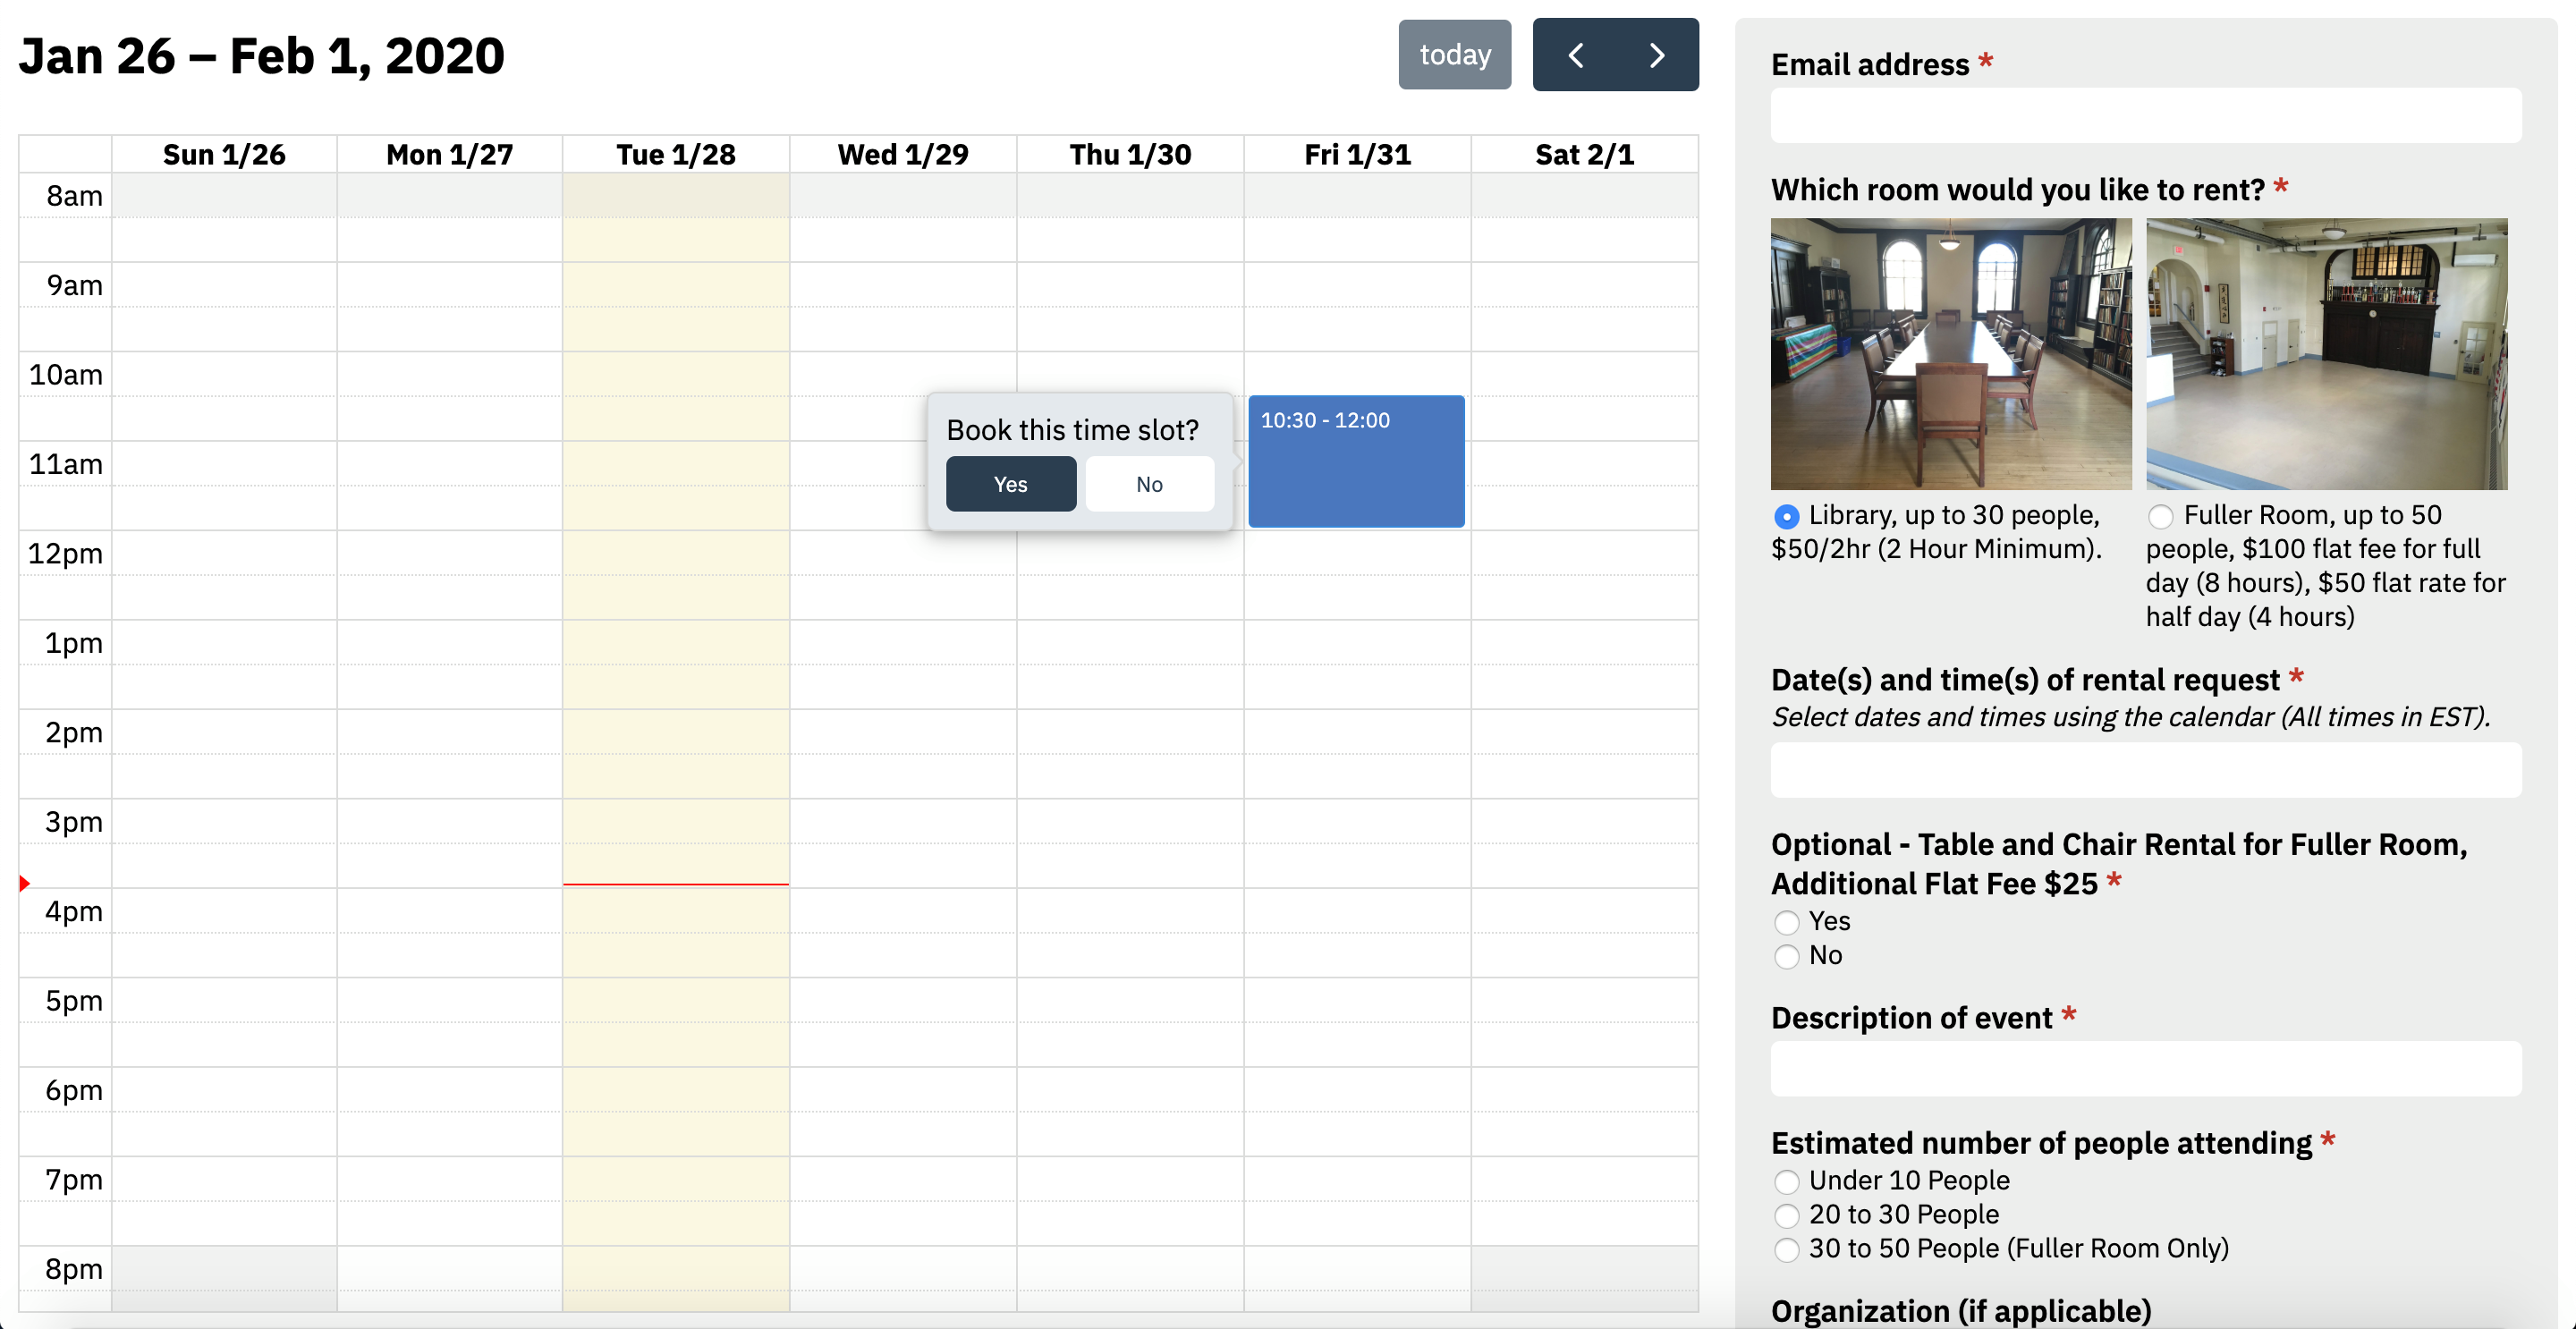 Jan 26 – Feb 1, 2020
today
Sun 1/26
Mon 1/27
Tue 1/28
Wed 1/29
Thu 1/30
Fri 1/31
Sat 2/1
8am
9am
10am
11am
12pm
1pm
2pm
3pm
4pm
5pm
6pm
7pm
8pm
Book this time slot?
Yes
No
10:30 - 12:00
Email address *
Which room would you like to rent? *
Library, up to 30 people,
$50/2hr (2 Hour Minimum).
Fuller Room, up to 50
people, $100 flat fee for full
day (8 hours), $50 flat rate for
half day (4 hours)
Date(s) and time(s) of rental request *
Select dates and times using the calendar (All times in EST).
Optional - Table and Chair Rental for Fuller Room,
Additional Flat Fee $25 *
Yes
No
Description of event *
Estimated number of people attending *
Under 10 People
20 to 30 People
30 to 50 People (Fuller Room Only)
Organization (if applicable)